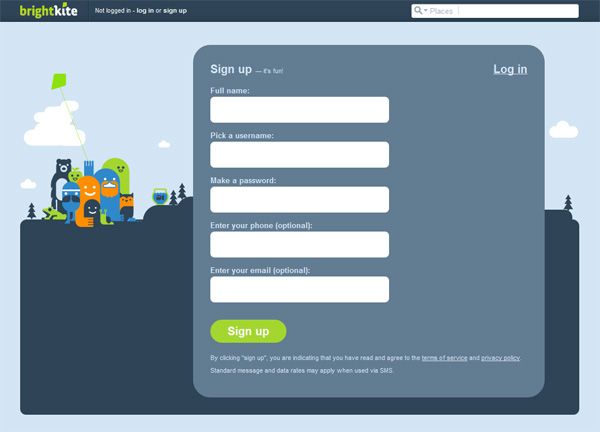 brightkite
Not logged in - log in or sign up
Places
Sign up — it's fun!
Log in
Full name:
Pick a username:
Make a password:
Enter your phone (optional):
Enter your email (optional):
Sign up
By clicking "sign up", you are indicating that you have read and agree to the terms of service and privacy policy.
Standard message and data rates may apply when used via SMS.